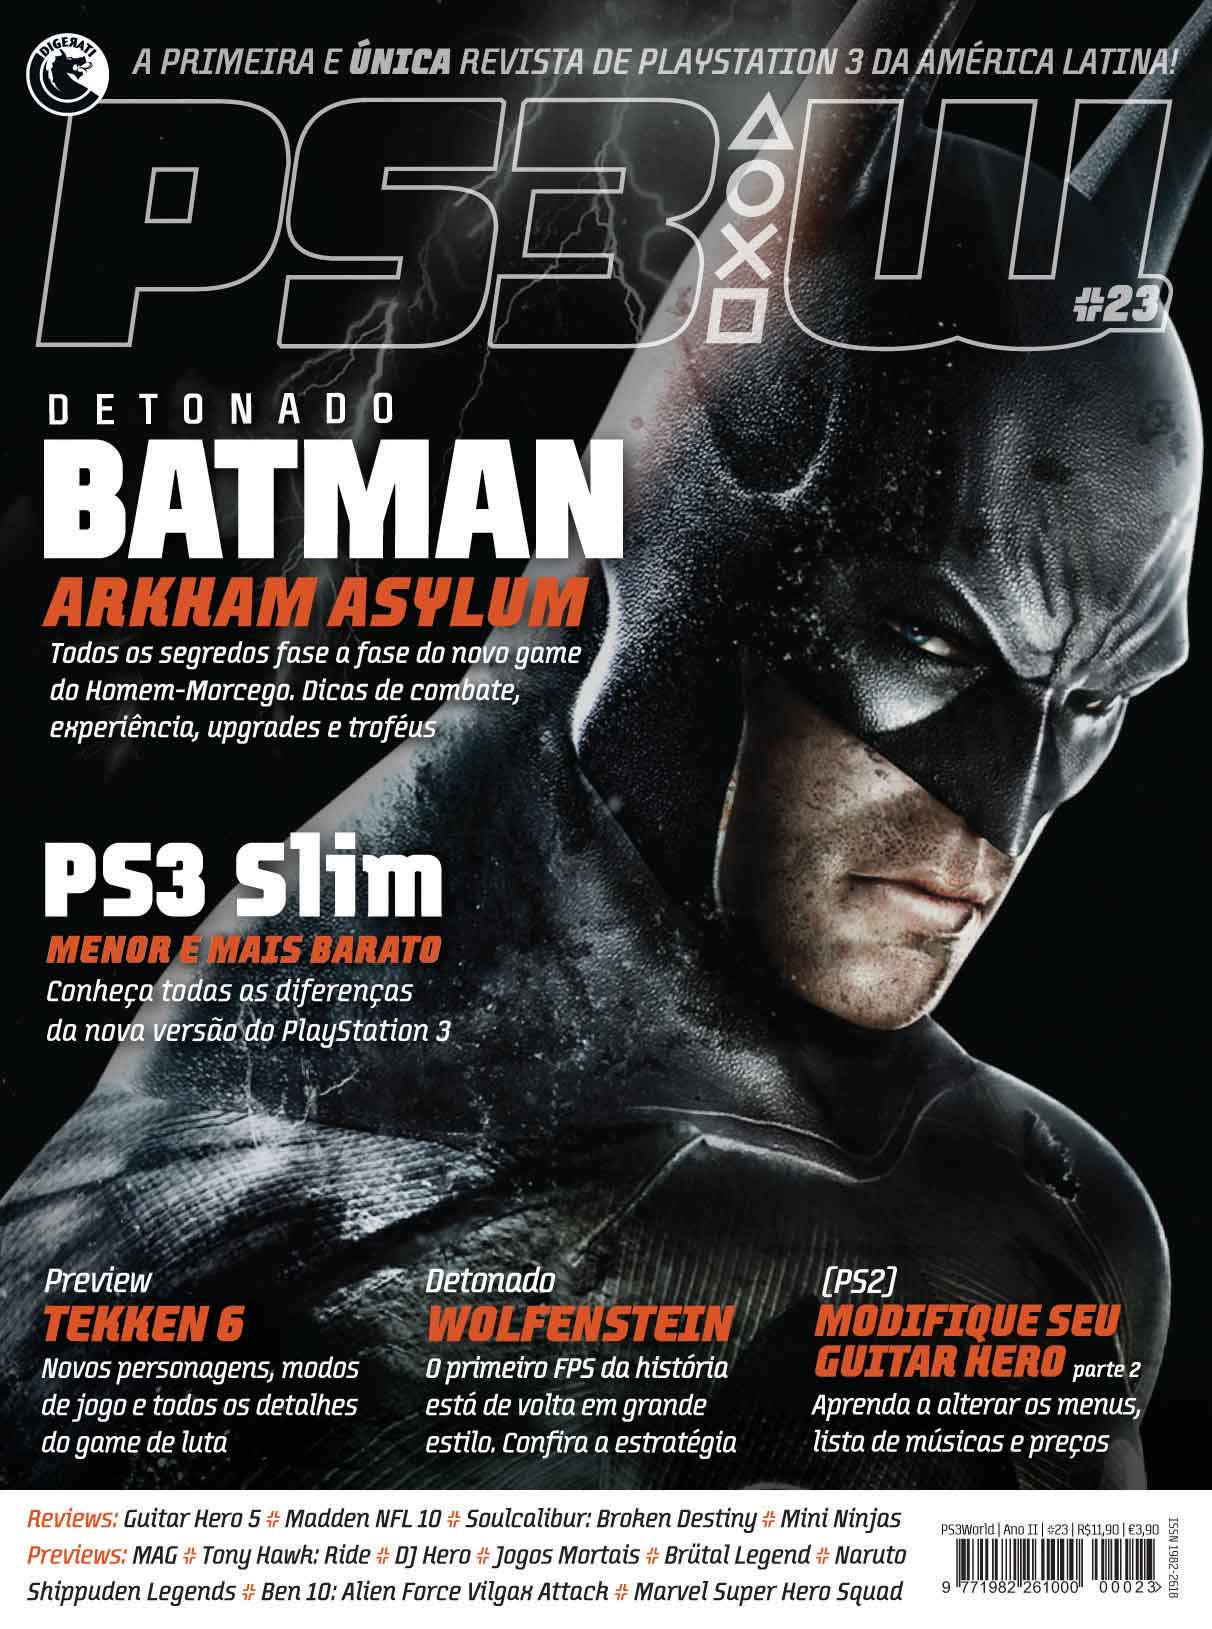 DIGERATI
A PRIMEIRA E ÚNICA REVISTA DE PLAYSTATION 3 DA AMÉRICA LATINA!
PS3W
#23
DETONADO
BATMAN
ARKHAM ASYLUM
Todos os segredos fase a fase do novo game
do Homem-Morcego. Dicas de combate,
experiência, upgrades e troféus
PS3 Slim
MENOR E MAIS BARATO
Conheça todas as diferenças
da nova versão do PlayStation 3
Preview
TEKKEN 6
Novos personagens, modos
de jogo e todos os detalhes
do game de luta
Detonado
WOLFENSTEIN
O primeiro FPS da história
está de volta em grande
estilo. Confira a estratégia
(PS2)
MODIFIQUE SEU
GUITAR HERO parte 2
Aprenda a alterar os menus,
lista de músicas e preços
Reviews: Guitar Hero 5 # Madden NFL 10 # Soulcalibur: Broken Destiny # Mini Ninjas
Previews: MAG # Tony Hawk: Ride # DJ Hero # Jogos Mortais # Brütal Legend # Naruto
Shippuden Legends # Ben 10: Alien Force Vilgax Attack # Marvel Super Hero Squad
PS3World | Ano II | #23 | R$11,90 | €3,90
9 771982 261000 00023>
ISSN 1982-2618